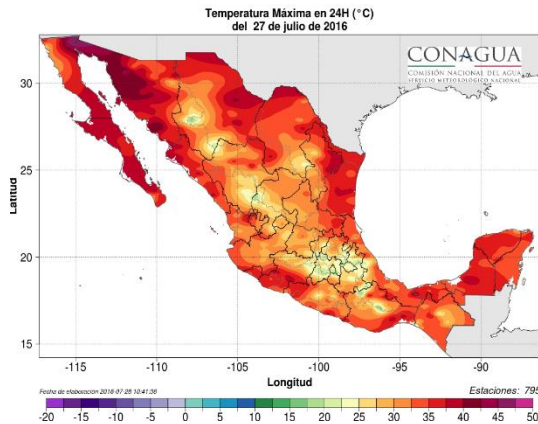 Temperatura Máxima en 24H (°C)
del 27 de julio de 2016
CONAGUA
COMISIÓN NACIONAL DEL AGUA
SERVICIO METEOROLÓGICO NACIONAL
Latitud
30
25
20
15
-115 -110 -105 -100 -95 -90
Longitud
Fecha de elaboración 2016-07-28 10:41:36
Estaciones: 795
-20 -15 -10 -5 0 5 10 15 20 25 30 35 40 45 50